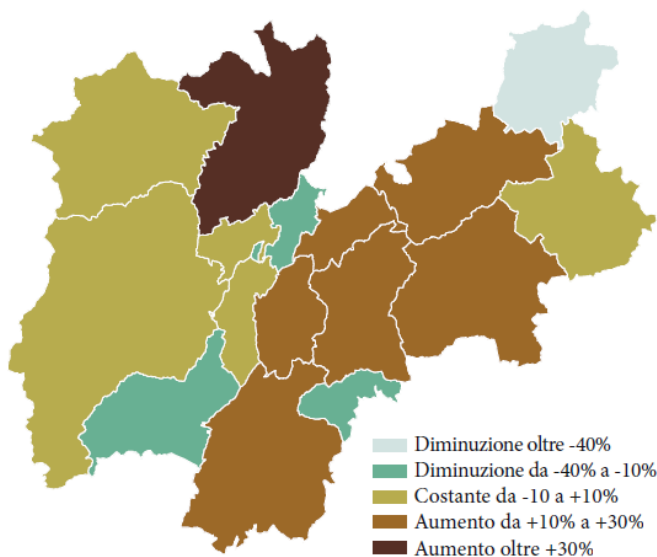 Diminuzione oltre -40%
Diminuzione da -40% a -10%
Costante da -10 a +10%
Aumento da +10% a +30%
Aumento oltre +30%